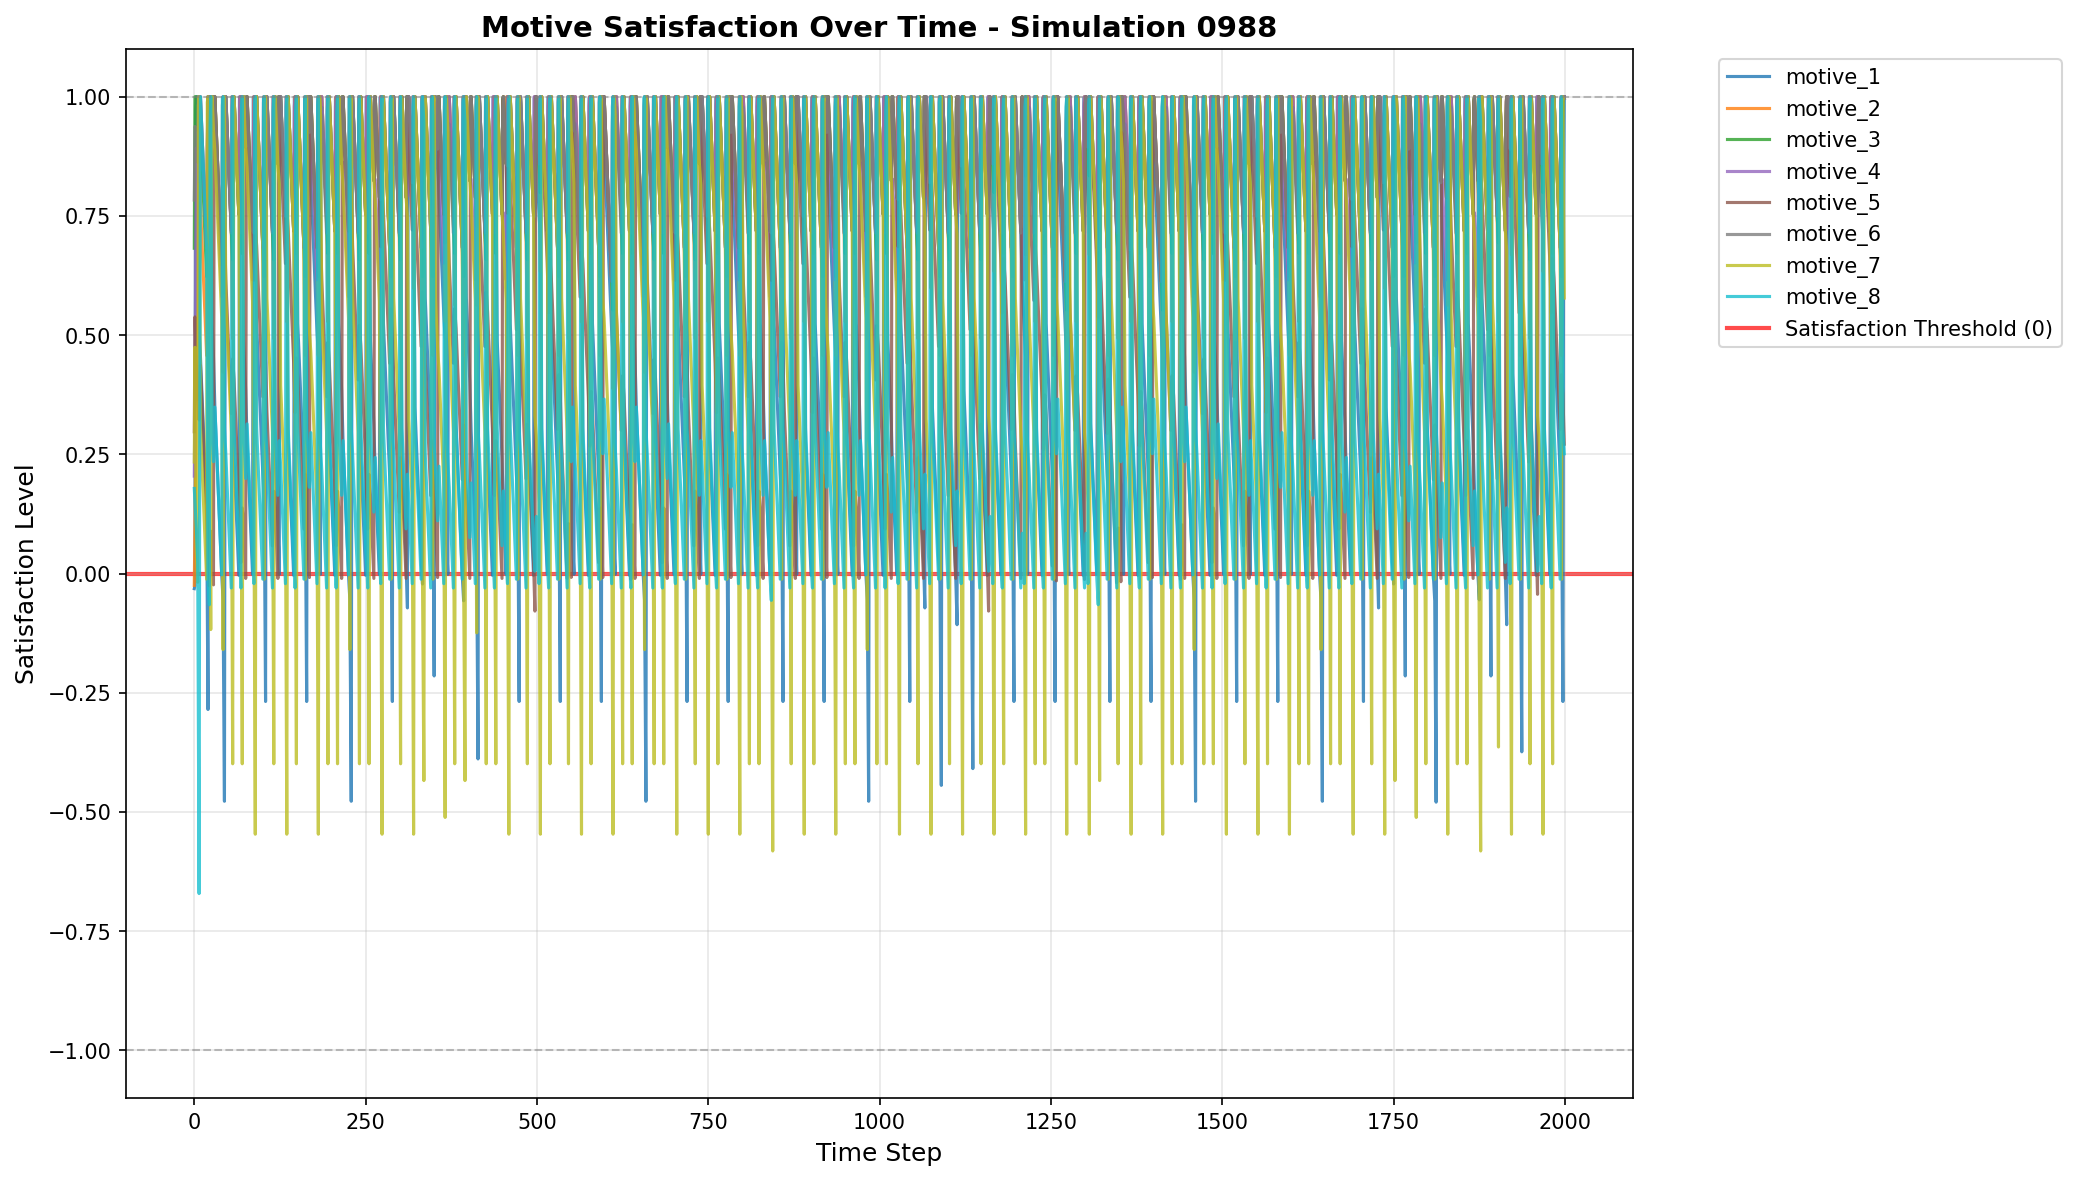 Motive Satisfaction Over Time - Simulation 0988
Satisfaction Level
1.00
0.75
0.50
0.25
0.00
−0.25
−0.50
−0.75
−1.00
0 250 500 750 1000 1250 1500 1750 2000
Time Step
motive_1
motive_2
motive_3
motive_4
motive_5
motive_6
motive_7
motive_8
Satisfaction Threshold (0)